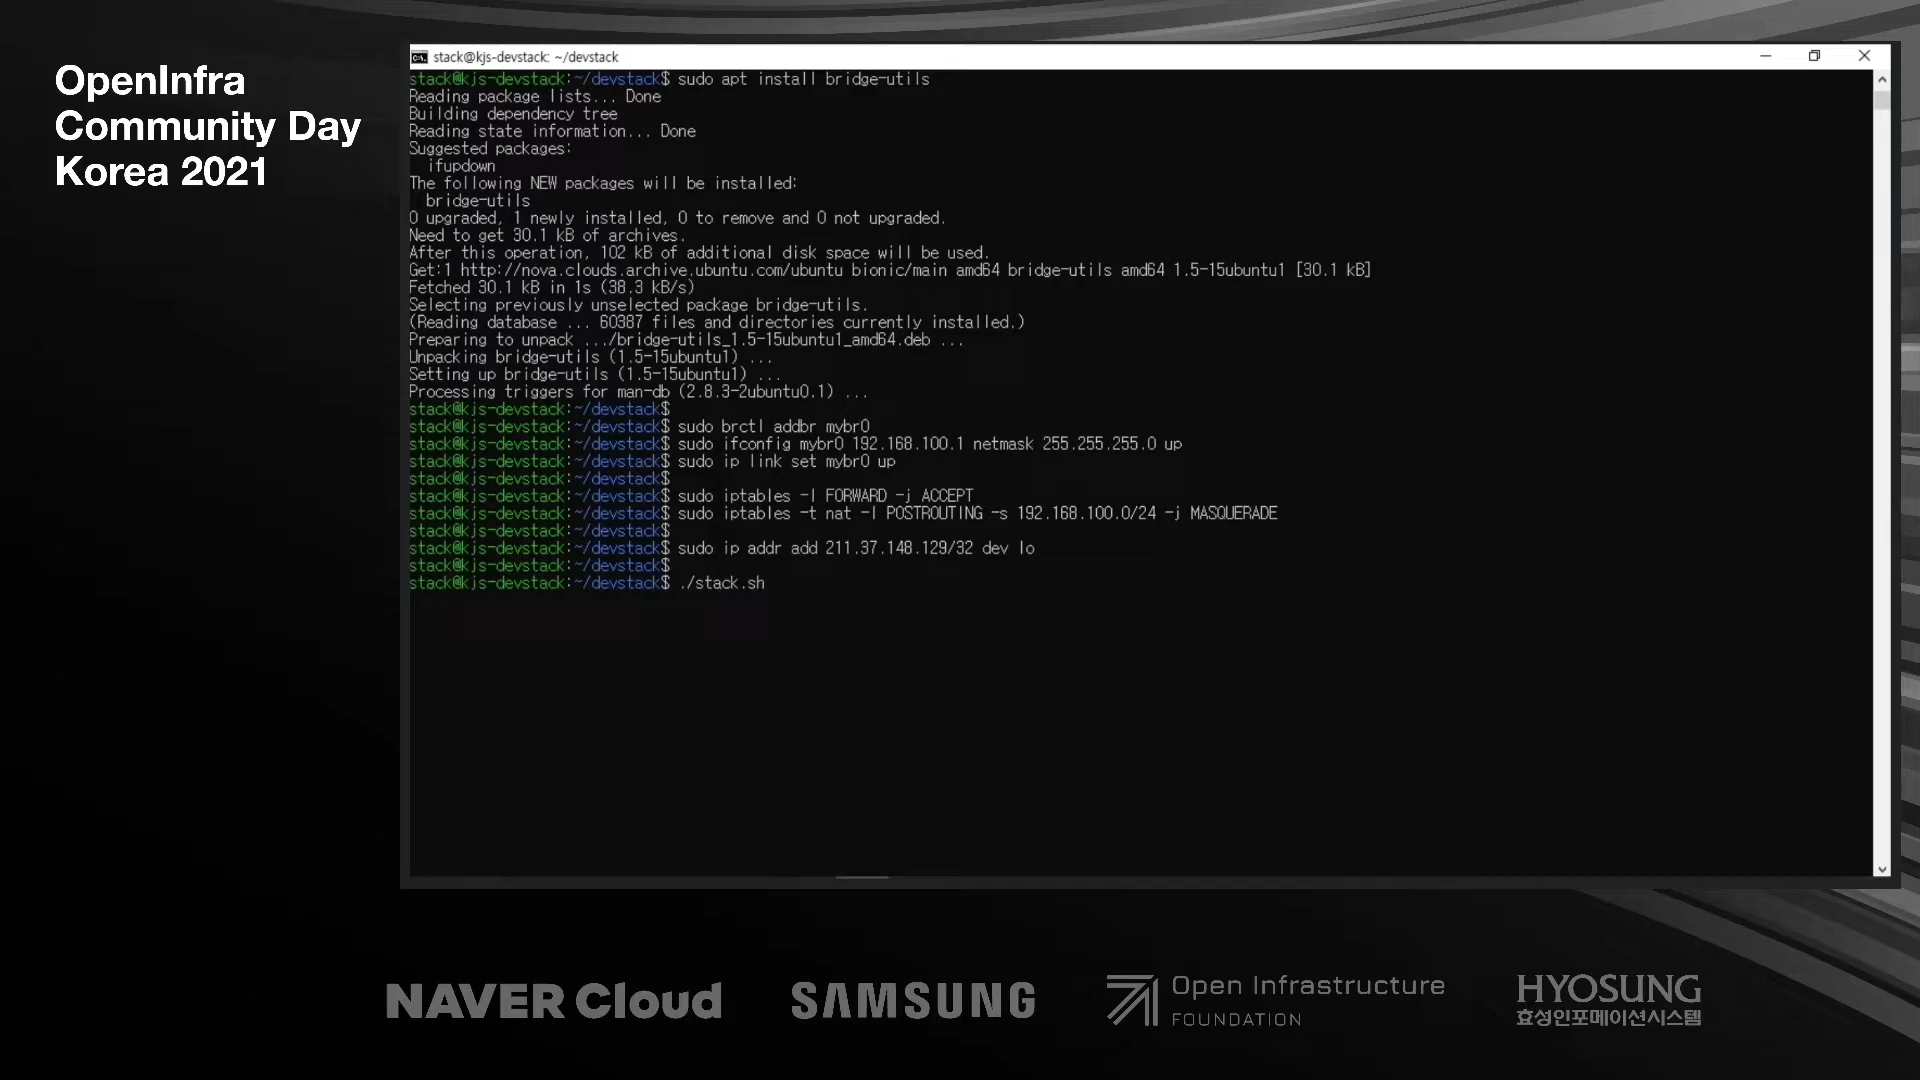 OpenInfra
Community Day
Korea 2021
stack@kjs-devstack: ~/devstack
stack@kjs-devstack:~/devstack$ sudo apt install bridge-utils
Reading package lists... Done
Building dependency tree
Reading state information... Done
Suggested packages:
  ifupdown
The following NEW packages will be installed:
  bridge-utils
0 upgraded, 1 newly installed, 0 to remove and 0 not upgraded.
Need to get 30.1 kB of archives.
After this operation, 102 kB of additional disk space will be used.
Get:1 http://nova.clouds.archive.ubuntu.com/ubuntu bionic/main amd64 bridge-utils amd64 1.5-15ubuntu1 [30.1 kB]
Fetched 30.1 kB in 1s (38.3 kB/s)
Selecting previously unselected package bridge-utils.
(Reading database ... 60387 files and directories currently installed.)
Preparing to unpack .../bridge-utils_1.5-15ubuntu1_amd64.deb ...
Unpacking bridge-utils (1.5-15ubuntu1) ...
Setting up bridge-utils (1.5-15ubuntu1) ...
Processing triggers for man-db (2.8.3-2ubuntu0.1) ...
stack@kjs-devstack:~/devstack$
stack@kjs-devstack:~/devstack$ sudo brctl addbr mybr0
stack@kjs-devstack:~/devstack$ sudo ifconfig mybr0 192.168.100.1 netmask 255.255.255.0 up
stack@kjs-devstack:~/devstack$ sudo ip link set mybr0 up
stack@kjs-devstack:~/devstack$
stack@kjs-devstack:~/devstack$ sudo iptables -I FORWARD -j ACCEPT
stack@kjs-devstack:~/devstack$ sudo iptables -t nat -I POSTROUTING -s 192.168.100.0/24 -j MASQUERADE
stack@kjs-devstack:~/devstack$
stack@kjs-devstack:~/devstack$ sudo ip addr add 211.37.148.129/32 dev lo
stack@kjs-devstack:~/devstack$
stack@kjs-devstack:~/devstack$ ./stack.sh
NAVER Cloud
SAMSUNG
Open Infrastructure
FOUNDATION
HYOSUNG
효성인포메이션시스템